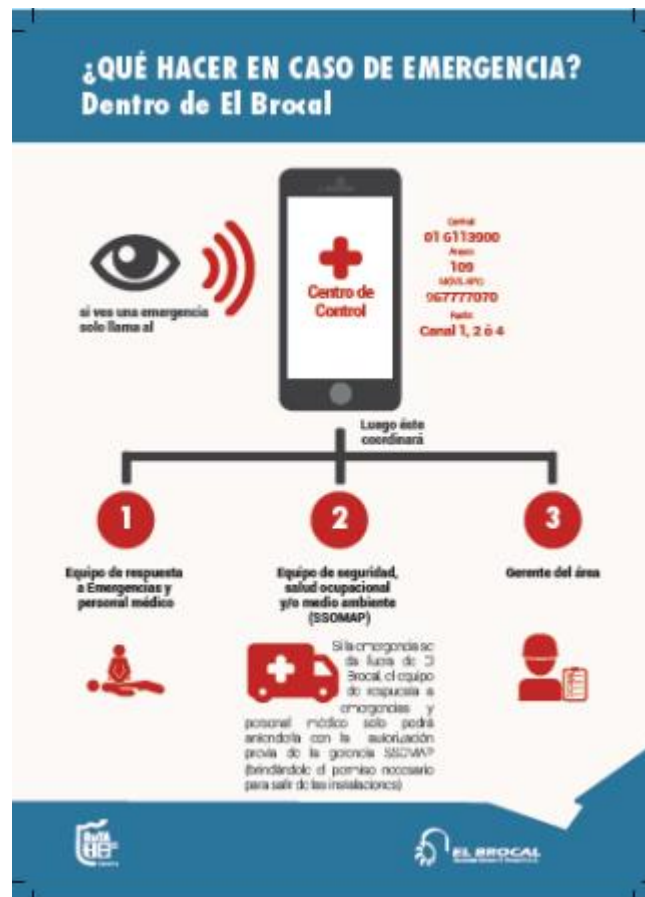 ¿QUÉ HACER EN CASO DE EMERGENCIA?
Dentro de El Brocal
si ves una emergencia
solo llama al
Centro de
Control
Central
01 6113900
Anexo
109
967777070
Radio
Canal 1, 2 ó 4
Luego éste
coordinará
1
Equipo de respuesta
a Emergencias y
personal médico
2
Equipo de seguridad,
salud ocupacional
y/o medio ambiente
(SSOMAP)
Si la emergencia se
da fuera de El
Brocal, el equipo
de respuesta a
emergencias y
personal médico solo podrá
atenderla con la autorización
previa de la gerencia SSOMAP
(brindándole el permiso necesario
para salir de las instalaciones)
3
Gerente del área
RUTA
EL BROCAL